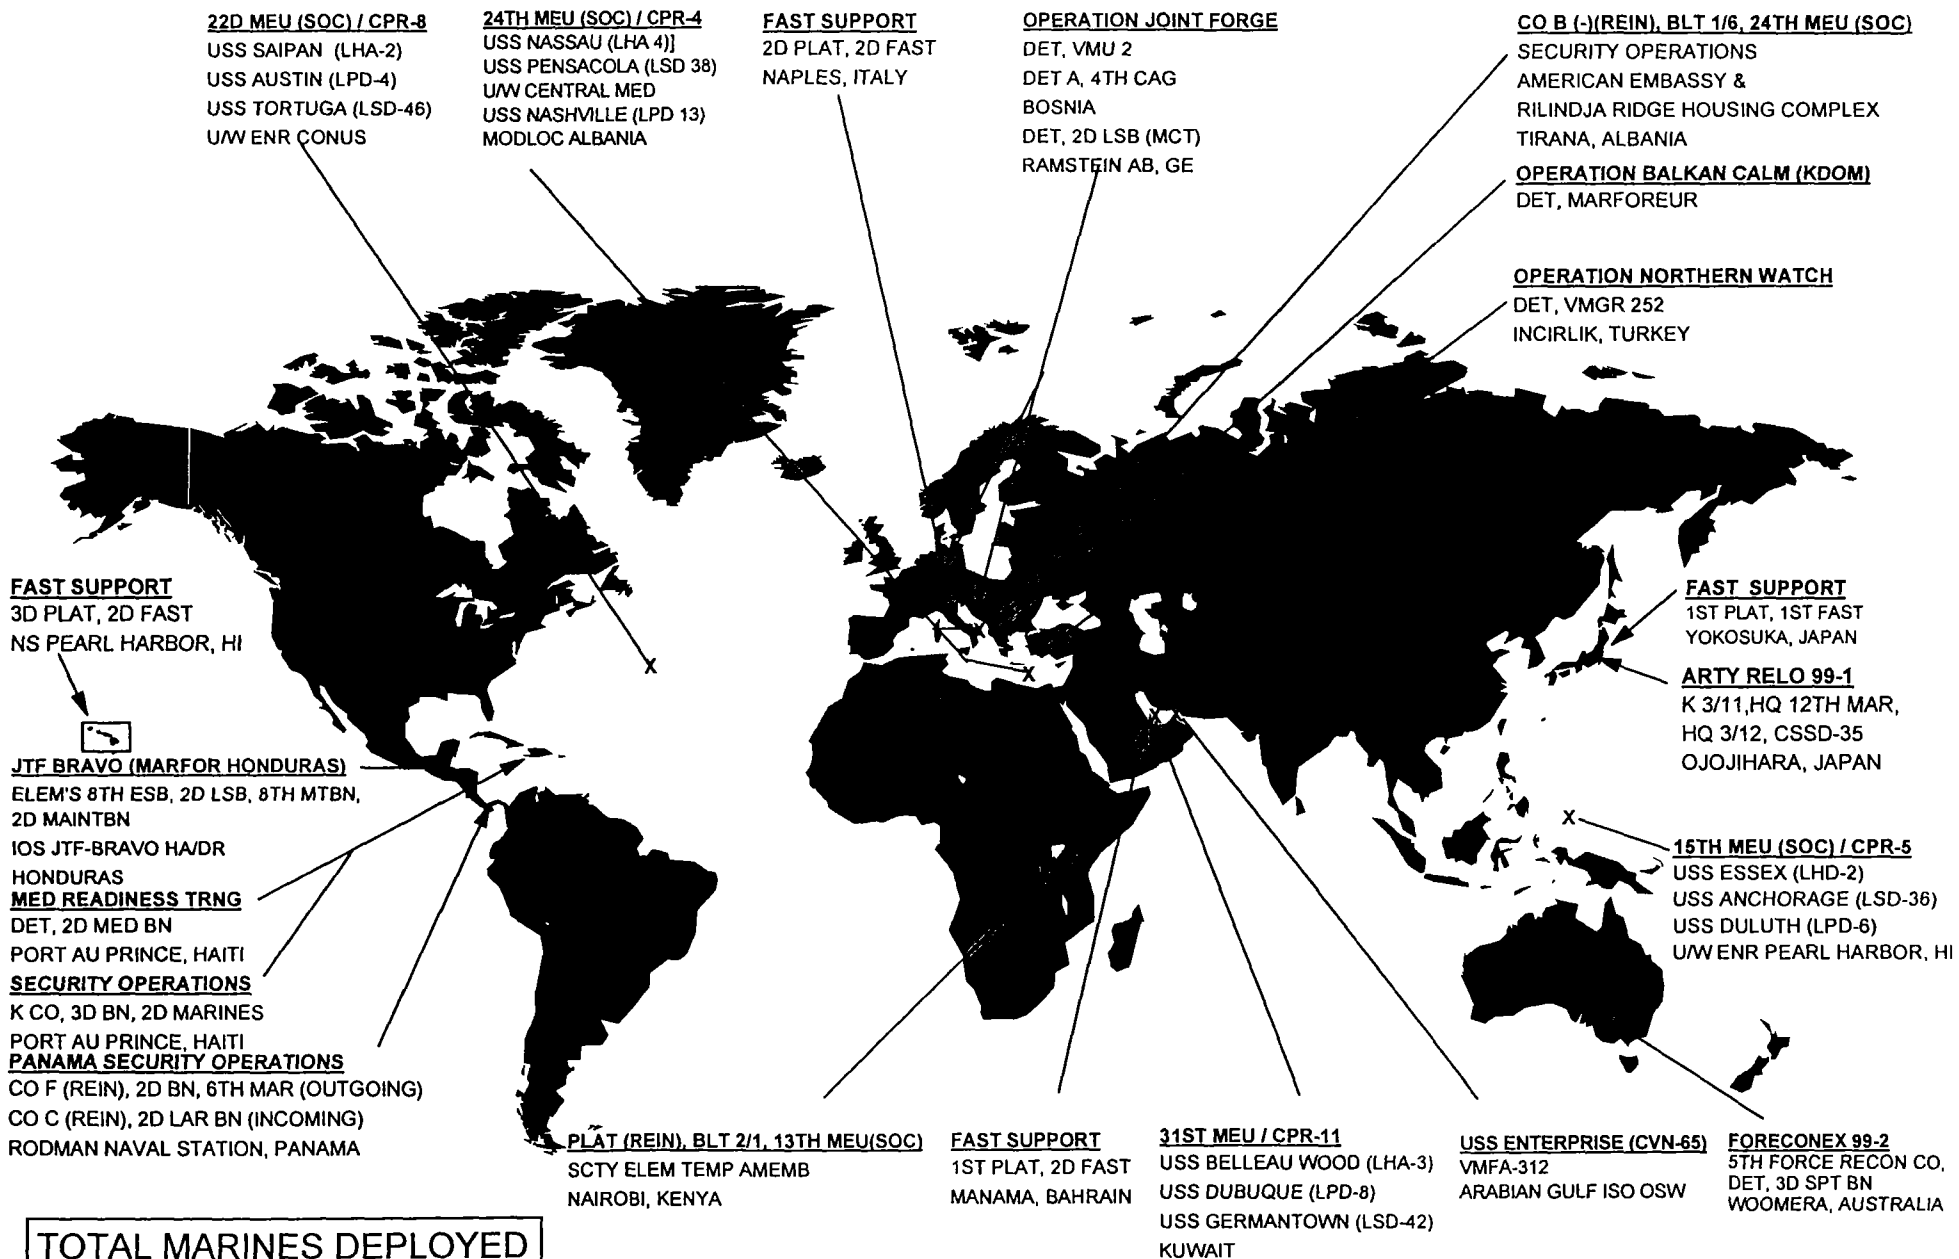 22D MEU (SOC) / CPR-8
USS SAIPAN (LHA-2)
USS AUSTIN (LPD-4)
USS TORTUGA (LSD-46)
U/W ENR CONUS
24TH MEU (SOC) / CPR-4
USS NASSAU (LHA 4)]
USS PENSACOLA (LSD 38)
U/W CENTRAL MED
USS NASHVILLE (LPD 13)
MODLOC ALBANIA
FAST SUPPORT
2D PLAT, 2D FAST
NAPLES, ITALY
OPERATION JOINT FORGE
DET, VMU 2
DET A, 4TH CAG
BOSNIA
DET, 2D LSB (MCT)
RAMSTEIN AB, GE
CO B (-)(REIN), BLT 1/6, 24TH MEU (SOC)
SECURITY OPERATIONS
AMERICAN EMBASSY &
RILINDJA RIDGE HOUSING COMPLEX
TIRANA, ALBANIA
OPERATION BALKAN CALM (KDOM)
DET, MARFOREUR
OPERATION NORTHERN WATCH
DET, VMGR 252
INCIRLIK, TURKEY
FAST SUPPORT
3D PLAT, 2D FAST
NS PEARL HARBOR, HI
FAST SUPPORT
1ST PLAT, 1ST FAST
YOKOSUKA, JAPAN
ARTY RELO 99-1
K 3/11,HQ 12TH MAR,
HQ 3/12, CSSD-35
OJOJIHARA, JAPAN
X
X
X
X
X
X
JTF BRAVO (MARFOR HONDURAS)
ELEM'S 8TH ESB, 2D LSB, 8TH MTBN,
2D MAINTBN
IOS JTF-BRAVO HA/DR
HONDURAS
MED READINESS TRNG
DET, 2D MED BN
PORT AU PRINCE, HAITI
SECURITY OPERATIONS
K CO, 3D BN, 2D MARINES
PORT AU PRINCE, HAITI
PANAMA SECURITY OPERATIONS
CO F (REIN), 2D BN, 6TH MAR (OUTGOING)
CO C (REIN), 2D LAR BN (INCOMING)
RODMAN NAVAL STATION, PANAMA
15TH MEU (SOC) / CPR-5
USS ESSEX (LHD-2)
USS ANCHORAGE (LSD-36)
USS DULUTH (LPD-6)
U/W ENR PEARL HARBOR, HI
PLAT (REIN), BLT 2/1, 13TH MEU(SOC)
SCTY ELEM TEMP AMEMB
NAIROBI, KENYA
FAST SUPPORT
1ST PLAT, 2D FAST
MANAMA, BAHRAIN
31ST MEU / CPR-11
USS BELLEAU WOOD (LHA-3)
USS DUBUQUE (LPD-8)
USS GERMANTOWN (LSD-42)
KUWAIT
USS ENTERPRISE (CVN-65)
VMFA-312
ARABIAN GULF ISO OSW
FORECONEX 99-2
5TH FORCE RECON CO,
DET, 3D SPT BN
WOOMERA, AUSTRALIA
TOTAL MARINES DEPLOYED